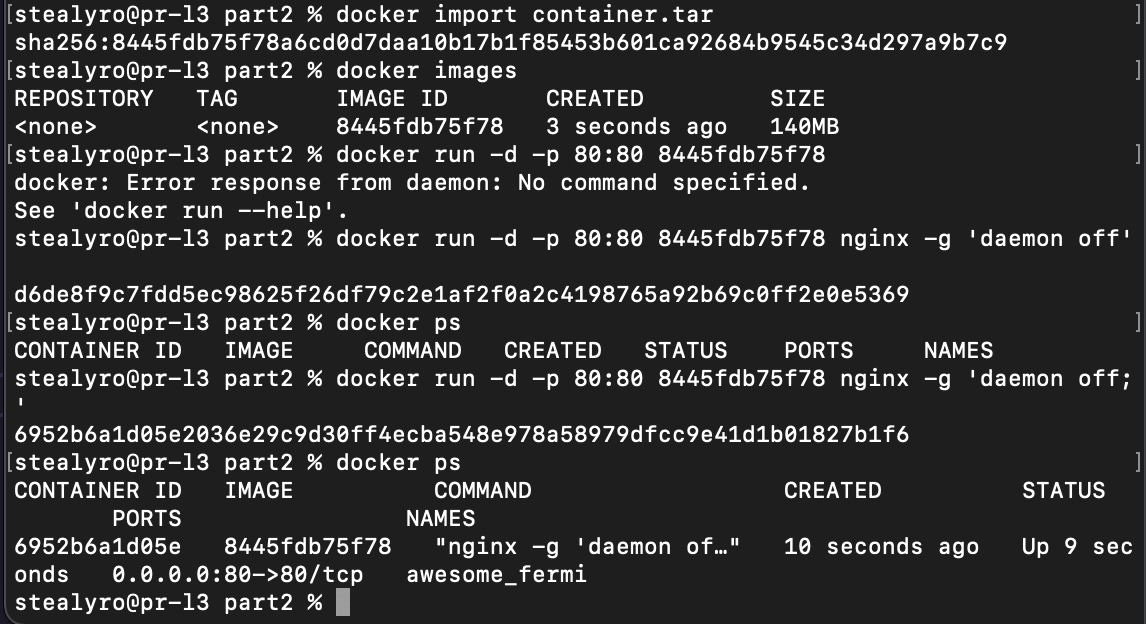 [stealyro@pr-l3 part2 % docker import container.tar ]
sha256:8445fdb75f78a6cd0d7daa10b17b1f85453b601ca92684b9545c34d297a9b7c9
[stealyro@pr-l3 part2 % docker images ]
REPOSITORY   TAG       IMAGE ID       CREATED         SIZE
<none>       <none>    8445fdb75f78   3 seconds ago   140MB
[stealyro@pr-l3 part2 % docker run -d -p 80:80 8445fdb75f78 ]
docker: Error response from daemon: No command specified.
See 'docker run --help'.
stealyro@pr-l3 part2 % docker run -d -p 80:80 8445fdb75f78 nginx -g 'daemon off'
d6de8f9c7fdd5ec98625f26df79c2e1af2f0a2c4198765a92b69c0ff2e0e5369
[stealyro@pr-l3 part2 % docker ps ]
CONTAINER ID   IMAGE     COMMAND   CREATED   STATUS    PORTS     NAMES
stealyro@pr-l3 part2 % docker run -d -p 80:80 8445fdb75f78 nginx -g 'daemon off;
'
6952b6a1d05e2036e29c9d30ff4ecba548e978a58979dfcc9e41d1b01827b1f6
[stealyro@pr-l3 part2 % docker ps ]
CONTAINER ID   IMAGE          COMMAND                  CREATED          STATUS
       PORTS                NAMES
6952b6a1d05e   8445fdb75f78   "nginx -g 'daemon of…"   10 seconds ago   Up 9 sec
onds   0.0.0.0:80->80/tcp   awesome_fermi
stealyro@pr-l3 part2 %